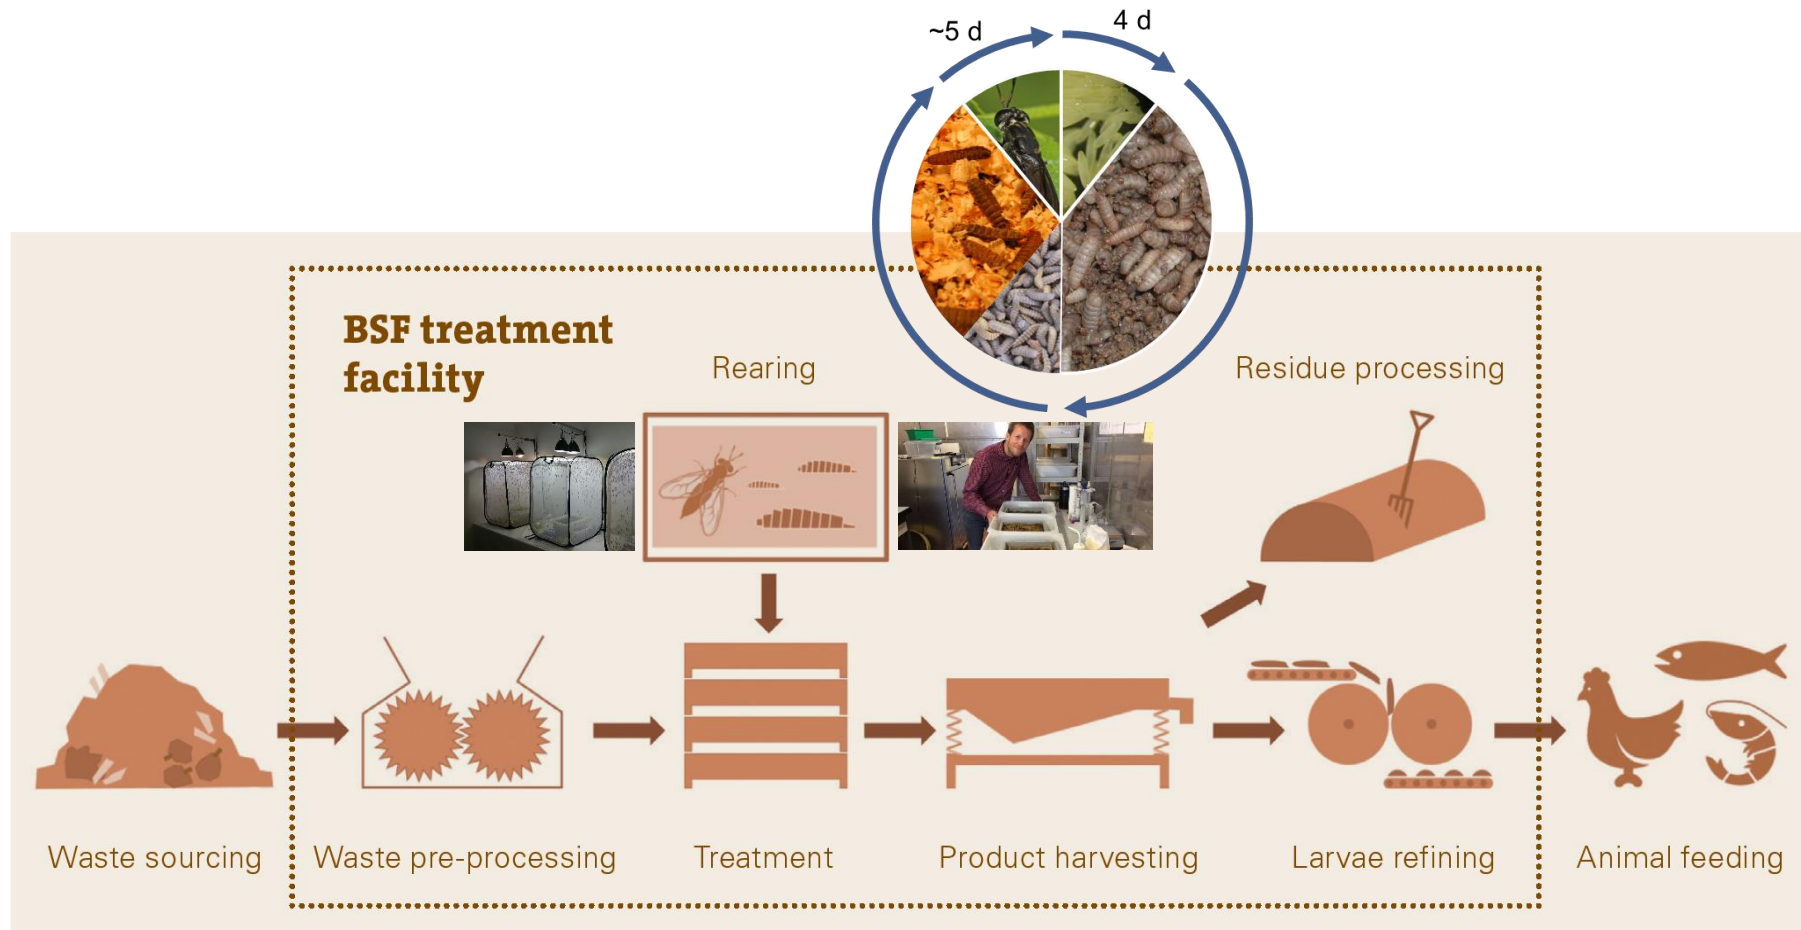 ~5 d
4 d
BSF treatment
facility
Rearing
Residue processing
Waste sourcing
Waste pre-processing
Treatment
Product harvesting
Larvae refining
Animal feeding